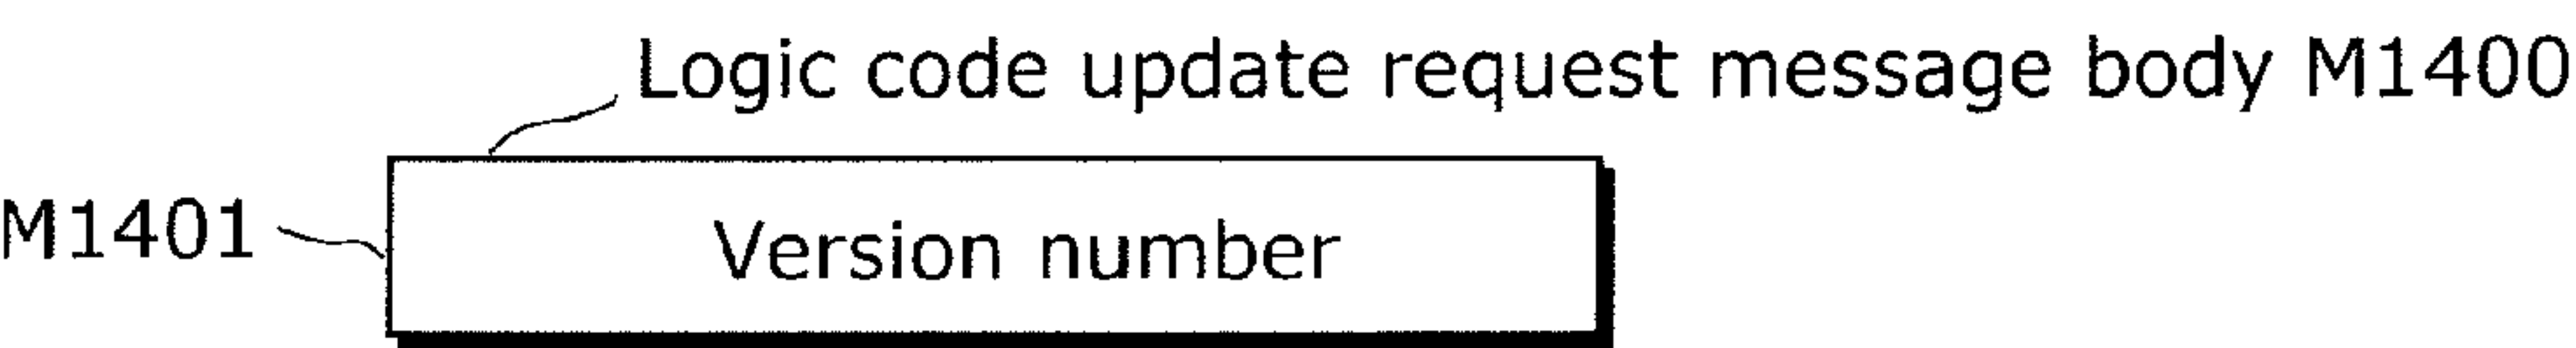 Logic code update request message body M1400
M1401
Version number